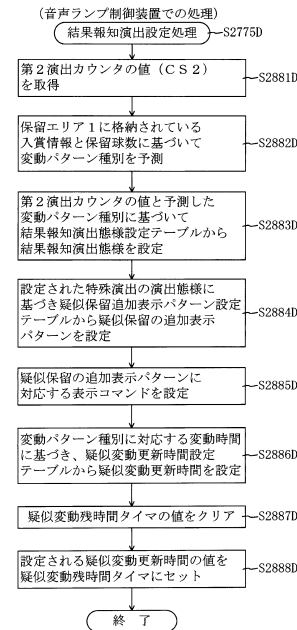 (音声ランプ制御装置での処理)
結果報知演出設定処理
S2775D
第2演出カウンタの値(CS2)
を取得
S2881D
保留エリア1に格納されている
入賞情報と保留球数に基づいて
変動パターン種別を予測
S2882D
第2演出カウンタの値と予測した
変動パターン種別に基づいて
結果報知演出態様設定テーブルから
結果報知演出態様を設定
S2883D
設定された特殊演出の演出態様に
基づき疑似保留追加表示パターン設定
テーブルから疑似保留の追加表示
パターンを設定
S2884D
疑似保留の追加表示パターンに
対応する表示コマンドを設定
S2885D
変動パターン種別に対応する変動時間
に基づき、疑似変動更新時間設定
テーブルから疑似変動更新時間を設定
S2886D
疑似変動残時間タイマの値をクリア
S2887D
設定される疑似変動更新時間の値を
疑似変動残時間タイマにセット
S2888D
終 了